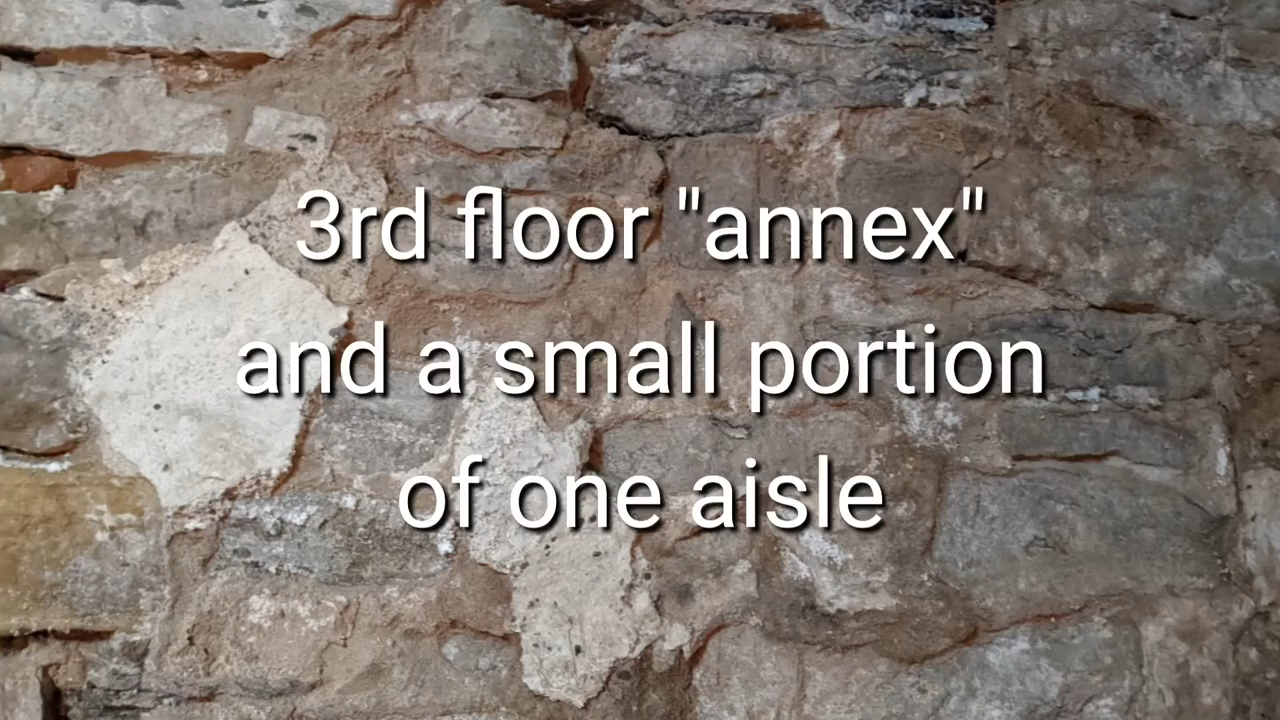 3rd floor "annex"
and a small portion
of one aisle